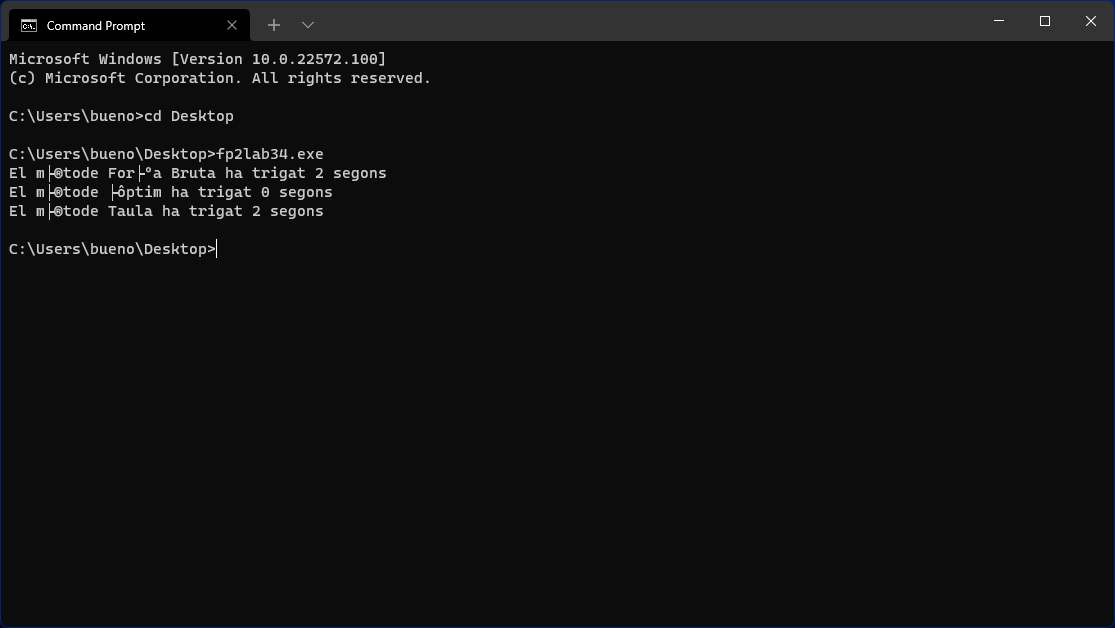 Command Prompt
Microsoft Windows [Version 10.0.22572.100]
(c) Microsoft Corporation. All rights reserved.
C:\Users\bueno>cd Desktop
C:\Users\bueno\Desktop>fp2lab34.exe
El m├®tode For├ºa Bruta ha trigat 2 segons
El m├®tode ├ôptim ha trigat 0 segons
El m├®tode Taula ha trigat 2 segons
C:\Users\bueno\Desktop>